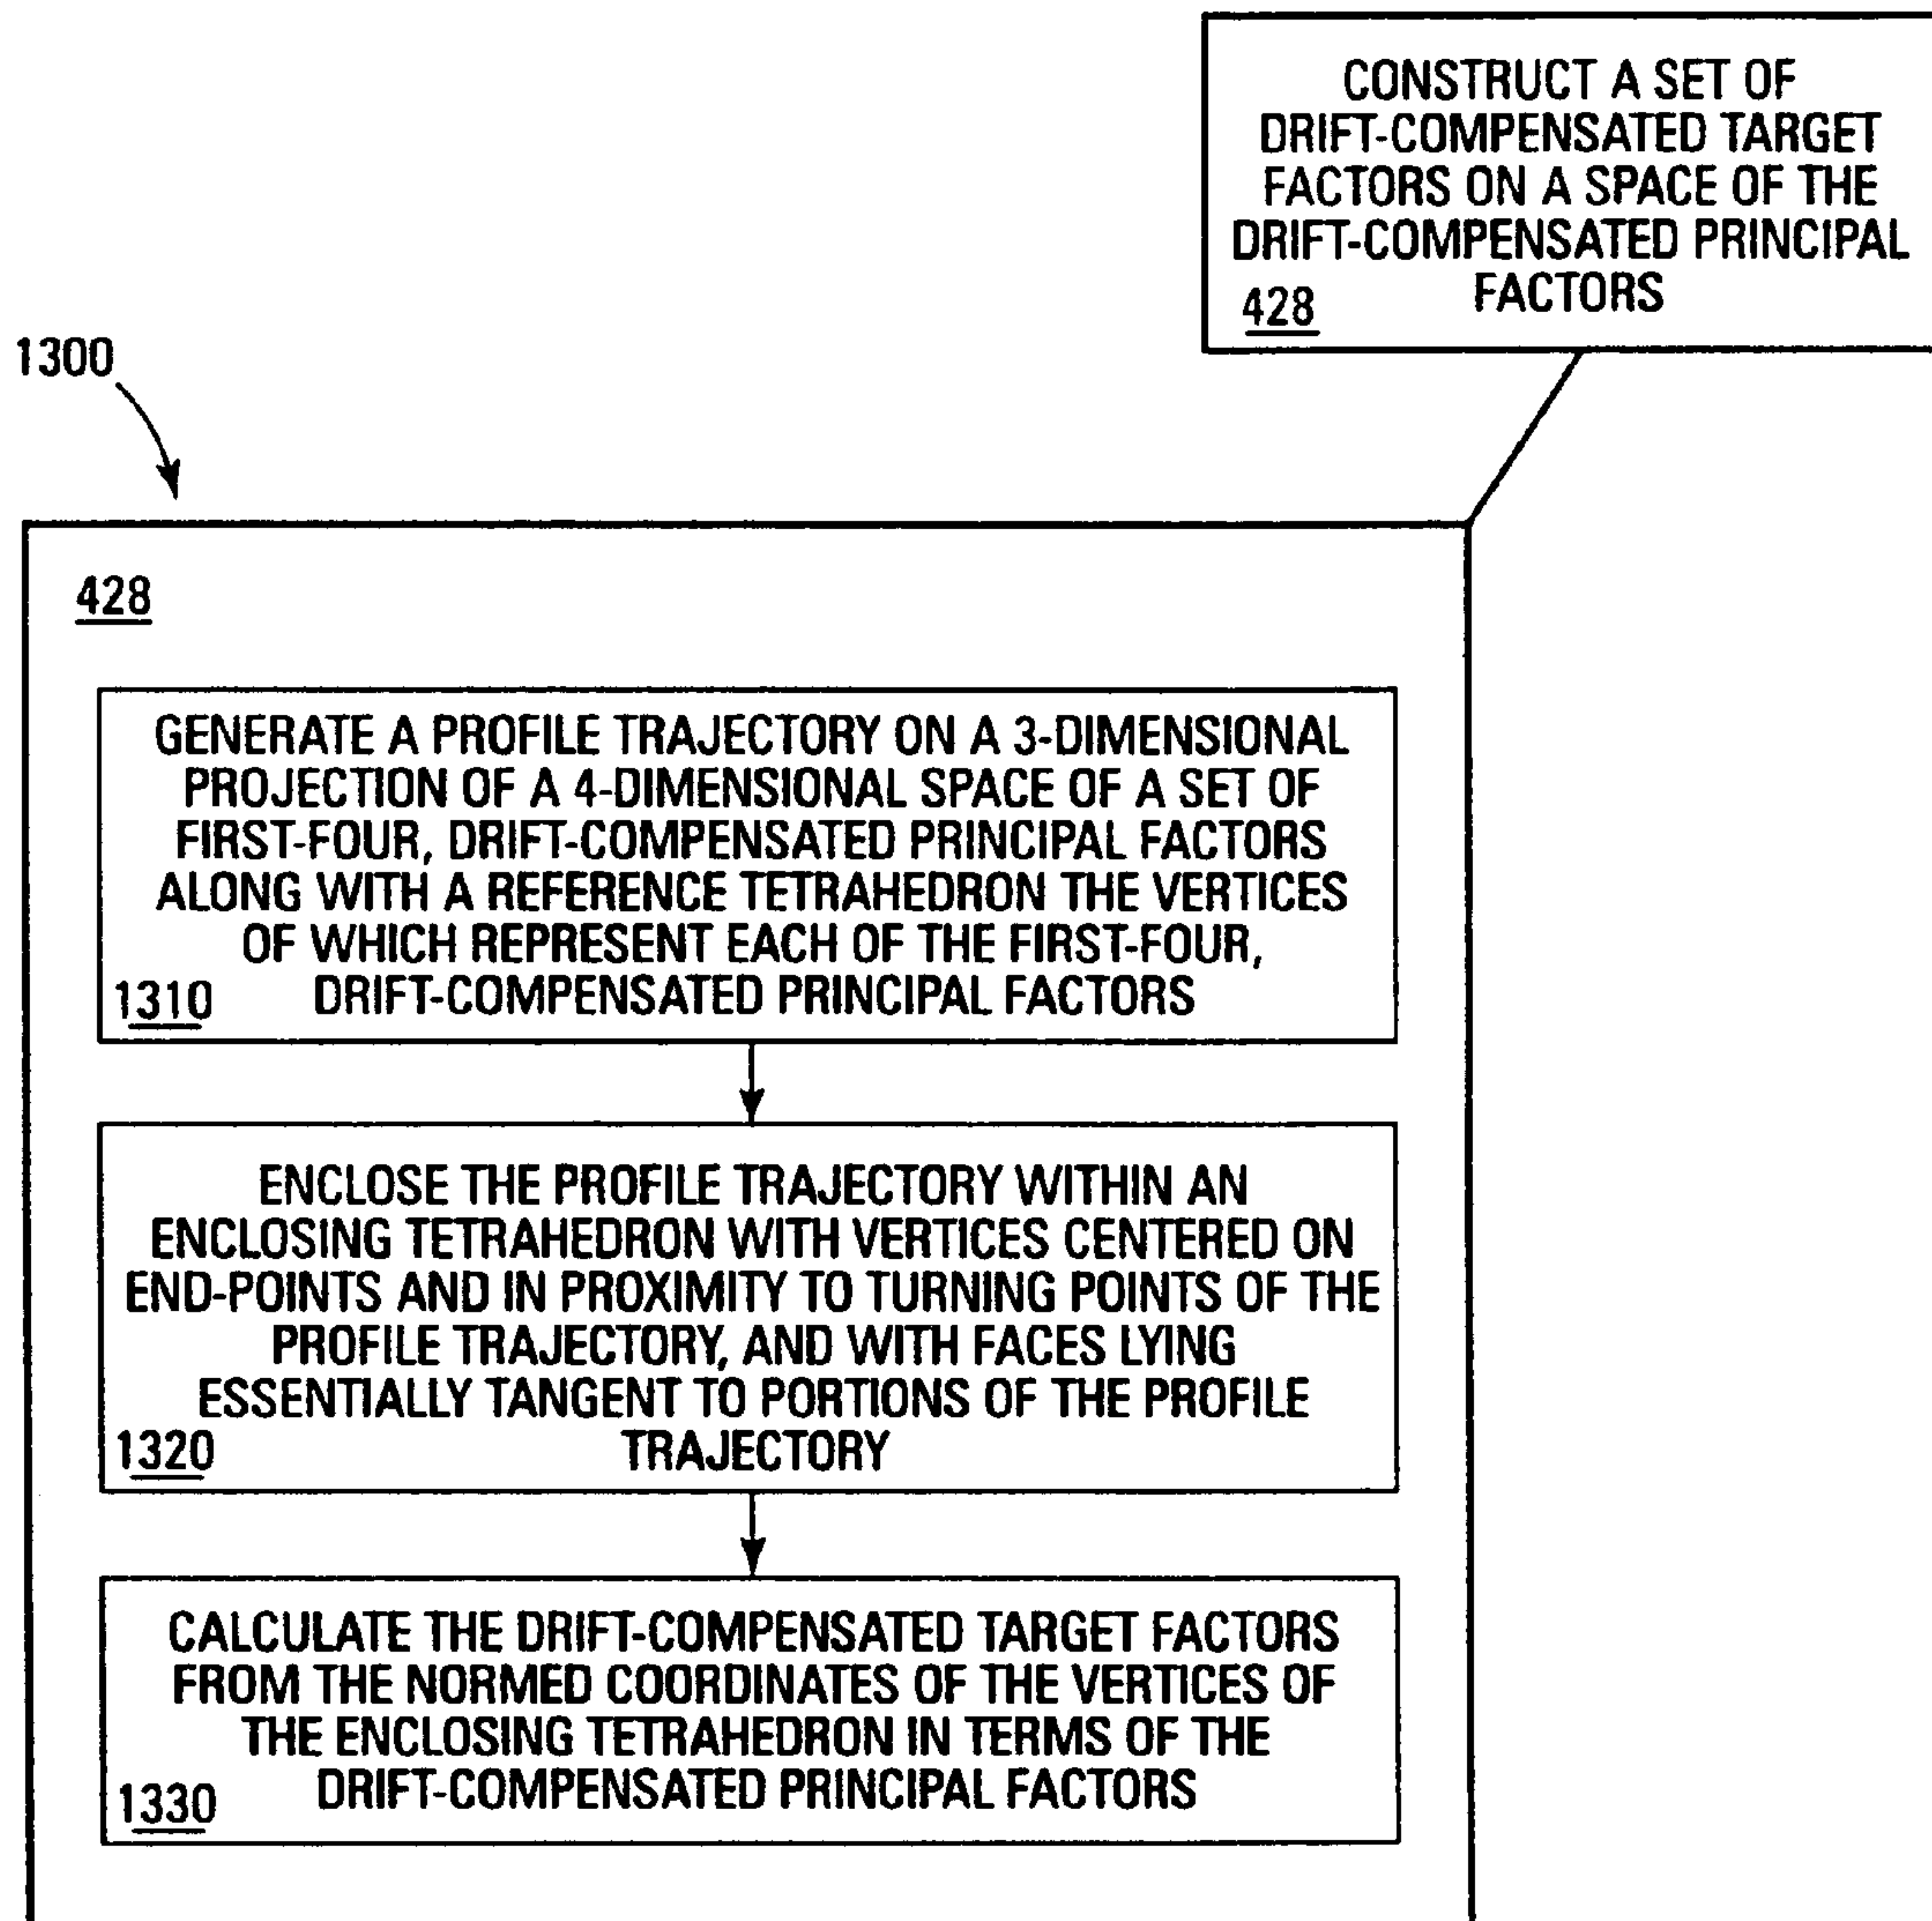 CONSTRUCT A SET OF
DRIFT-COMPENSATED TARGET
FACTORS ON A SPACE OF THE
DRIFT-COMPENSATED PRINCIPAL
FACTORS
428
1300
428
GENERATE A PROFILE TRAJECTORY ON A 3-DIMENSIONAL
PROJECTION OF A 4-DIMENSIONAL SPACE OF A SET OF
FIRST-FOUR, DRIFT-COMPENSATED PRINCIPAL FACTORS
ALONG WITH A REFERENCE TETRAHEDRON THE VERTICES
OF WHICH REPRESENT EACH OF THE FIRST-FOUR,
DRIFT-COMPENSATED PRINCIPAL FACTORS
1310
ENCLOSE THE PROFILE TRAJECTORY WITHIN AN
ENCLOSING TETRAHEDRON WITH VERTICES CENTERED ON
END-POINTS AND IN PROXIMITY TO TURNING POINTS OF THE
PROFILE TRAJECTORY, AND WITH FACES LYING
ESSENTIALLY TANGENT TO PORTIONS OF THE PROFILE
TRAJECTORY
1320
CALCULATE THE DRIFT-COMPENSATED TARGET FACTORS
FROM THE NORMED COORDINATES OF THE VERTICES OF
THE ENCLOSING TETRAHEDRON IN TERMS OF THE
DRIFT-COMPENSATED PRINCIPAL FACTORS
1330